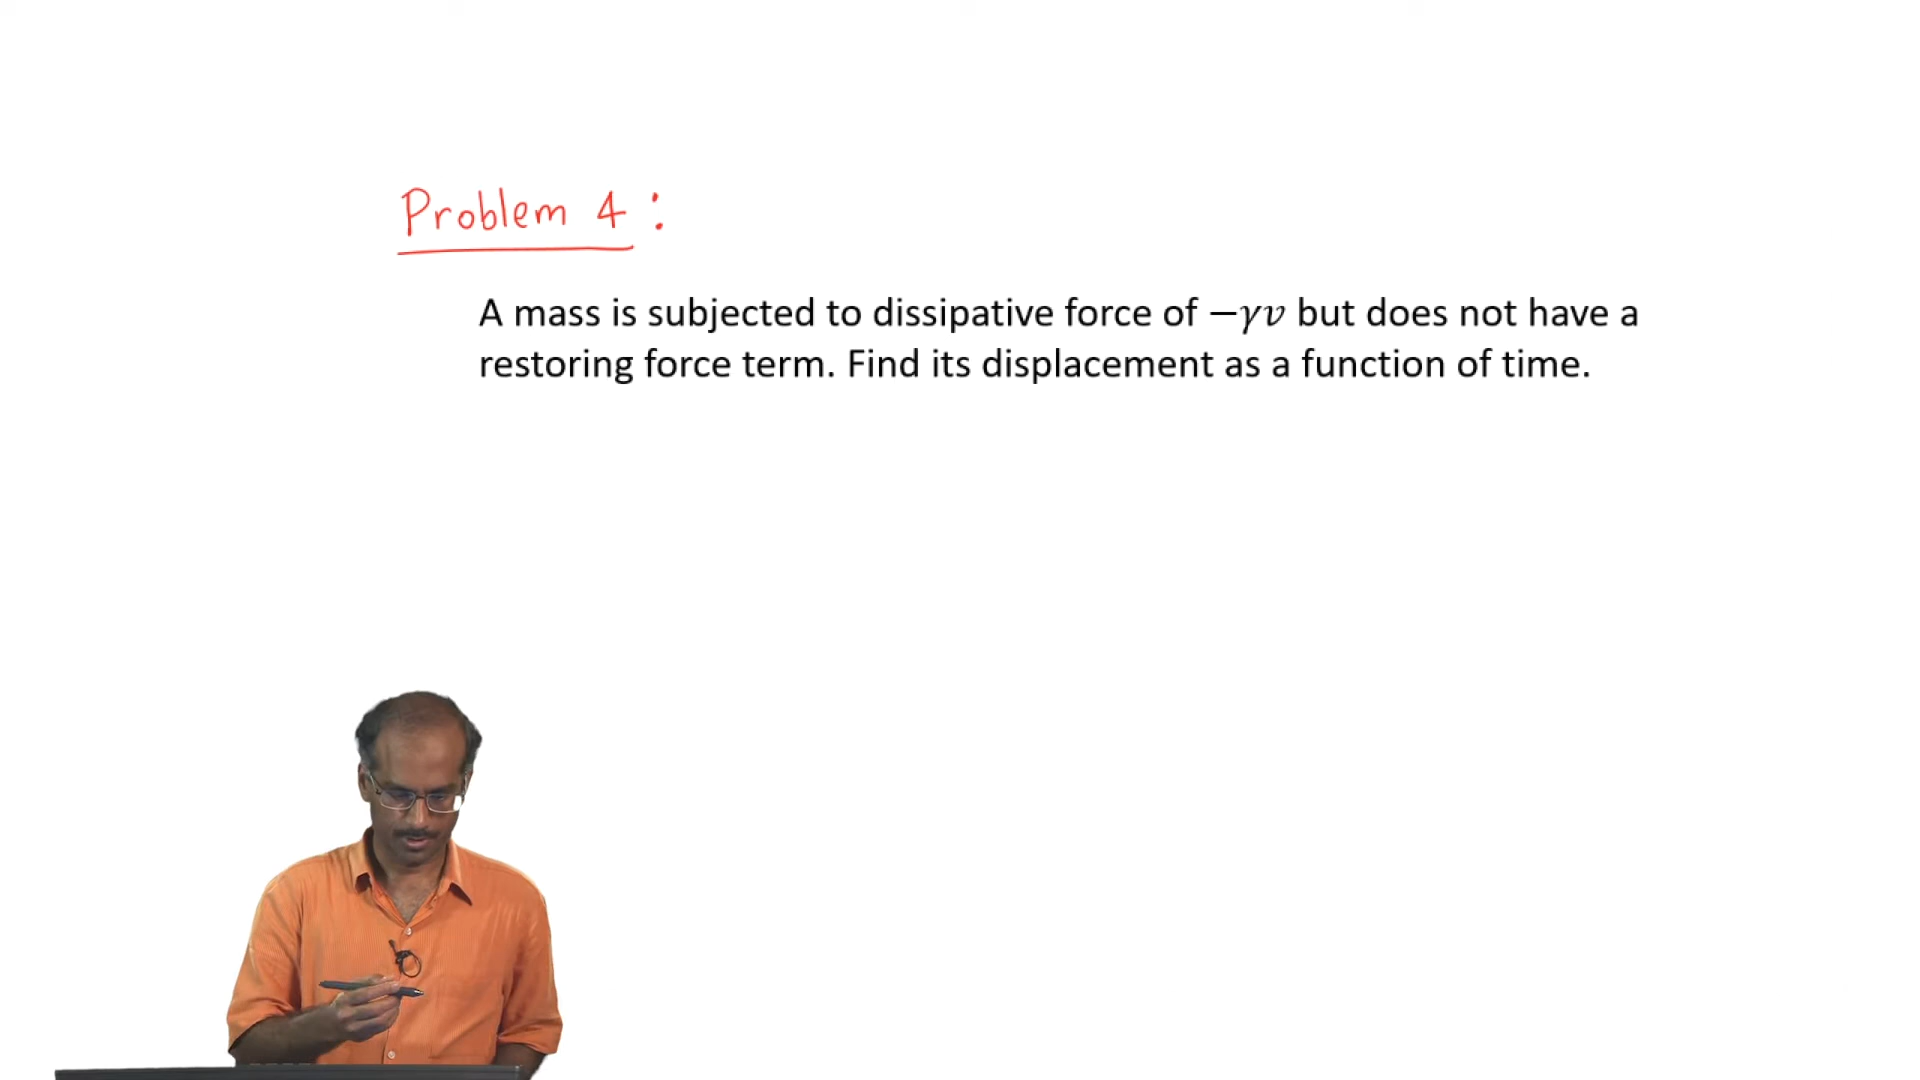 Problem 4 :
A mass is subjected to dissipative force of −γv but does not have a
restoring force term. Find its displacement as a function of time.